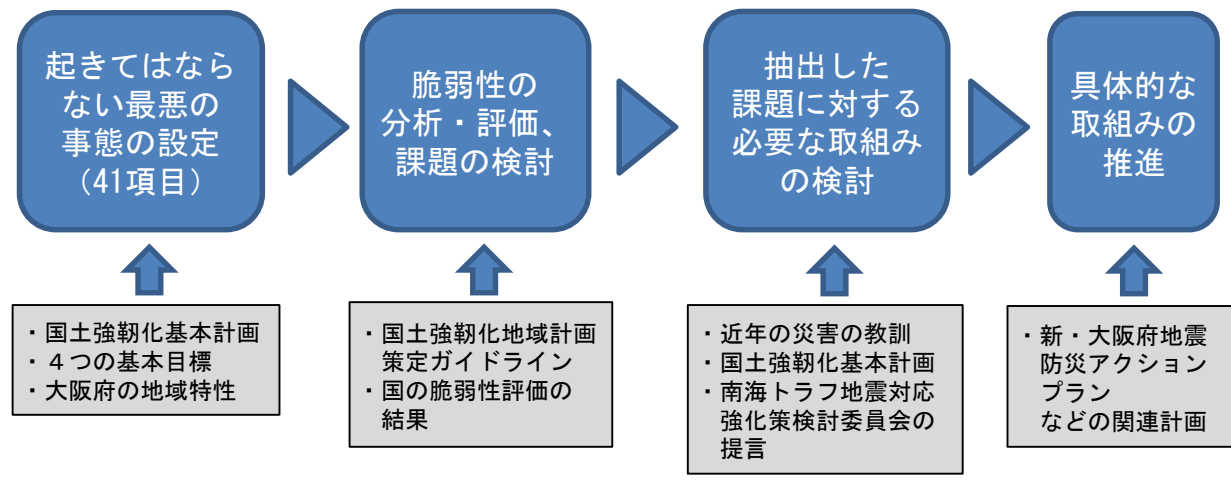 起きてはなら
ない最悪の
事態の設定
（41項目）
脆弱性の
分析・評価、
課題の検討
抽出した
課題に対する
必要な取組み
の検討
具体的な
取組みの
推進
・国土強靱化基本計画
・４つの基本目標
・大阪府の地域特性
・国土強靱化地域計画
策定ガイドライン
・国の脆弱性評価の
結果
・近年の災害の教訓
・国土強靱化基本計画
・南海トラフ地震対応
強化策検討委員会の
提言
・新・大阪府地震
防災アクション
プラン
などの関連計画